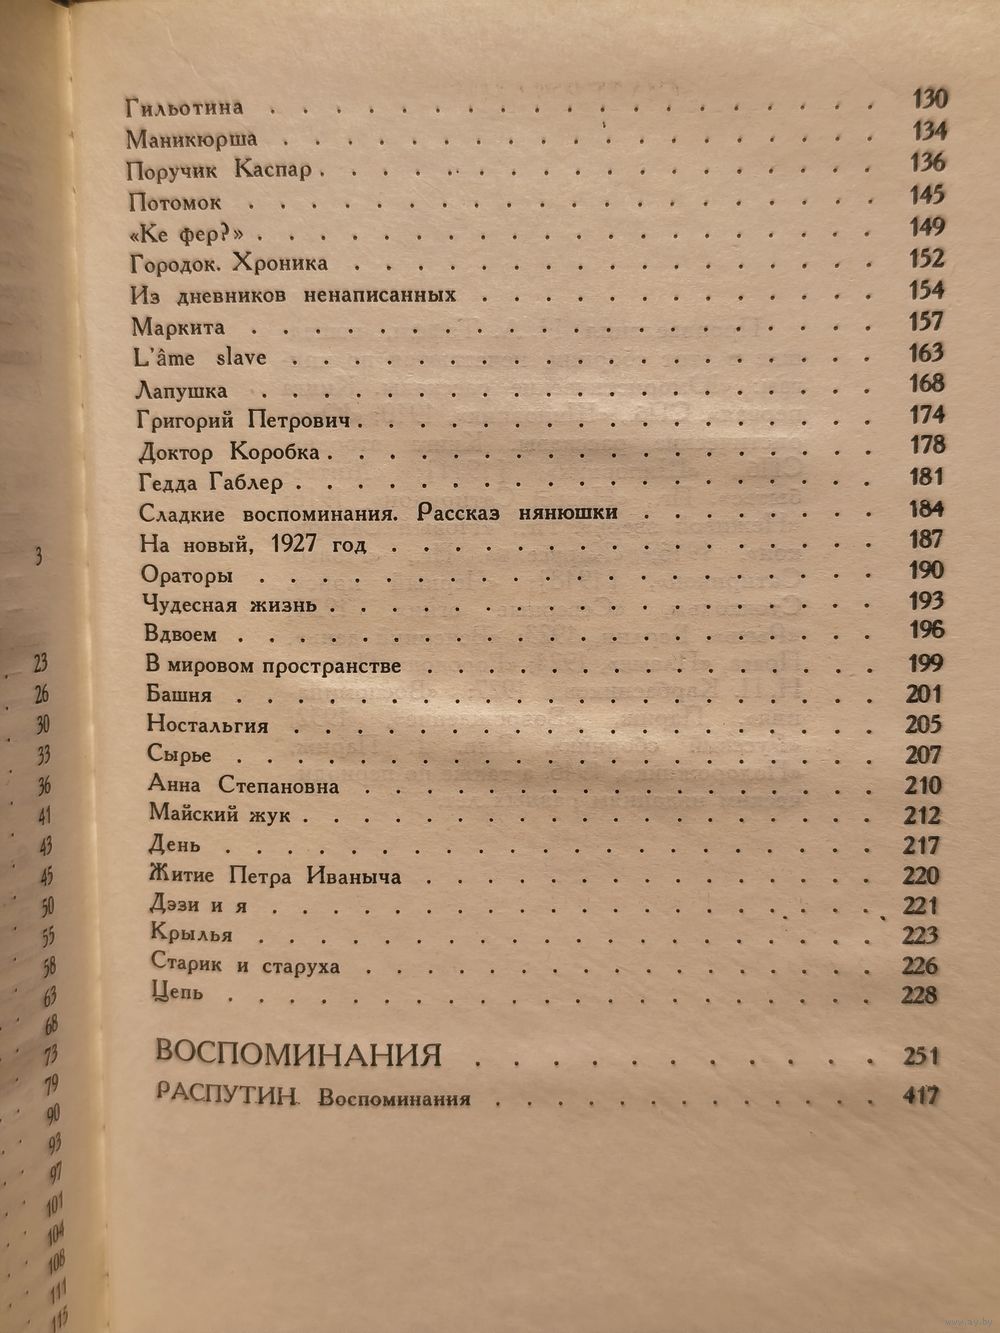 Гильотина . . . . . . . . . . . . . . . . . . . 130
Маникюрша . . . . . . . . . . . . . . . . . . . 134
Поручик Каспар . . . . . . . . . . . . . . . . . 136
Потомок . . . . . . . . . . . . . . . . . . . . 145
«Ке фер?» . . . . . . . . . . . . . . . . . . . . 149
Городок. Хроника . . . . . . . . . . . . . . . . . 152
Из дневников ненаписанных . . . . . . . . . . . . . 154
Маркита . . . . . . . . . . . . . . . . . . . . 157
L'âme slave . . . . . . . . . . . . . . . . . . . 163
Лапушка . . . . . . . . . . . . . . . . . . . . 168
Григорий Петрович . . . . . . . . . . . . . . . . . 174
Доктор Коробка . . . . . . . . . . . . . . . . . . 178
Гедда Габлер . . . . . . . . . . . . . . . . . . . 181
Сладкие воспоминания. Рассказ нянюшки . . . . . . . . 184
На новый, 1927 год . . . . . . . . . . . . . . . . 187
Ораторы . . . . . . . . . . . . . . . . . . . . 190
Чудесная жизнь . . . . . . . . . . . . . . . . . . 193
Вдвоем . . . . . . . . . . . . . . . . . . . . . 196
В мировом пространстве . . . . . . . . . . . . . . . 199
Башня . . . . . . . . . . . . . . . . . . . . . 201
Ностальгия . . . . . . . . . . . . . . . . . . . 205
Сырье . . . . . . . . . . . . . . . . . . . . . 207
Анна Степановна . . . . . . . . . . . . . . . . . 210
Майский жук . . . . . . . . . . . . . . . . . . . 212
День . . . . . . . . . . . . . . . . . . . . . 217
Житие Петра Иваныча . . . . . . . . . . . . . . . 220
Дэзи и я . . . . . . . . . . . . . . . . . . . . 221
Крылья . . . . . . . . . . . . . . . . . . . . 223
Старик и старуха . . . . . . . . . . . . . . . . . 226
Цепь . . . . . . . . . . . . . . . . . . . . . 228
ВОСПОМИНАНИЯ . . . . . . . . . . . . . 251
РАСПУТИН. Воспоминания . . . . . . . . . . . . . 417
3
23
26
30
33
36
41
43
45
50
55
58
63
68
73
79
90
93
97
101
104
108
111
115
www.ay.by